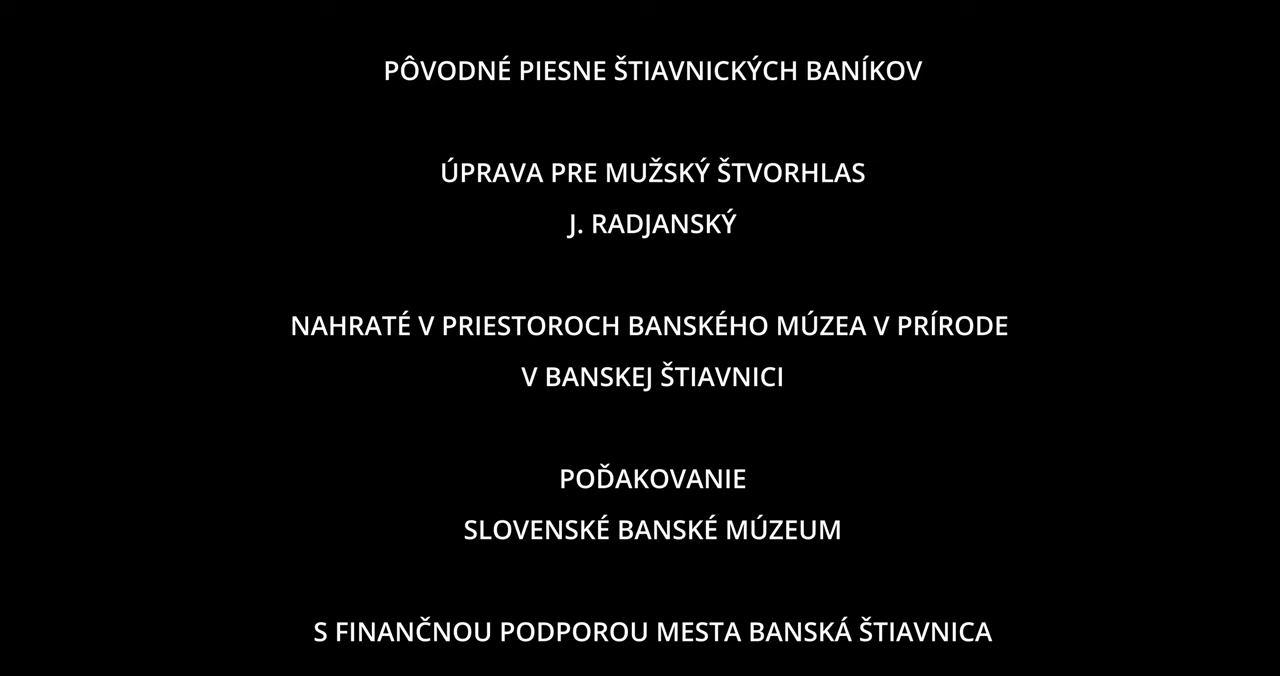 PÔVODNÉ PIESNE ŠTIAVNICKÝCH BANÍKOV
ÚPRAVA PRE MUŽSKÝ ŠTVORHLAS
J. RADJANSKÝ
NAHRATÉ V PRIESTOROCH BANSKÉHO MÚZEA V PRÍRODE
V BANSKEJ ŠTIAVNICI
POĎAKOVANIE
SLOVENSKÉ BANSKÉ MÚZEUM
S FINANČNOU PODPOROU MESTA BANSKÁ ŠTIAVNICA